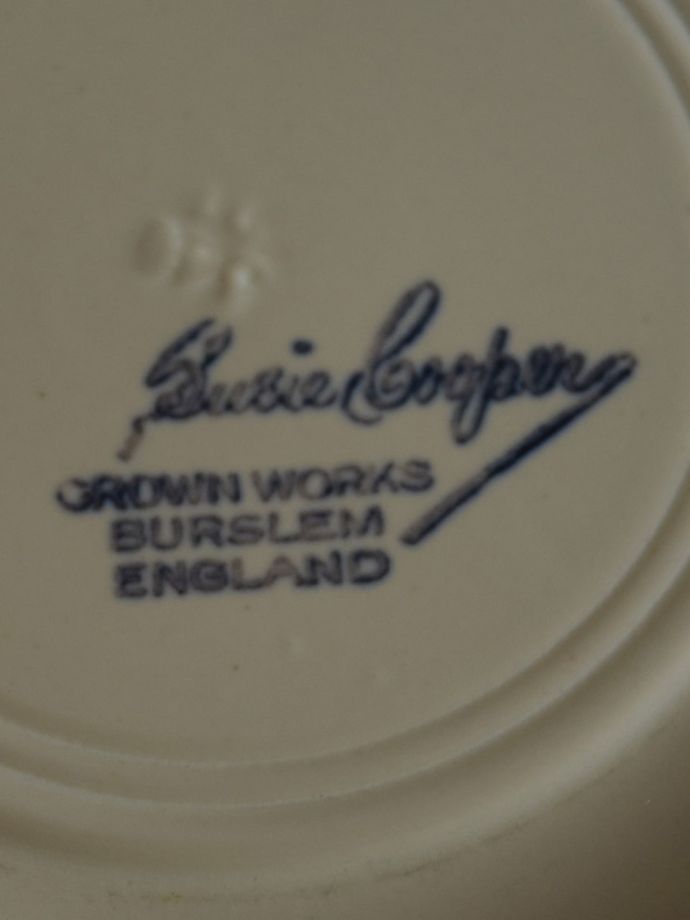 Susie Cooper
CROWN WORKS
BURSLEM
ENGLAND